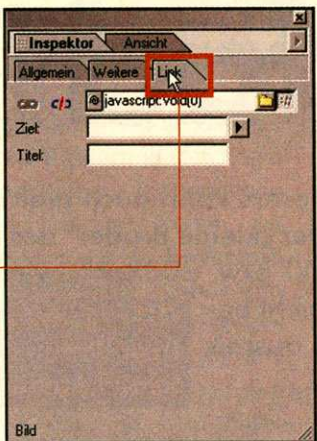 Inspektor Ansicht
Allgemein Weitere Link
javascript:void(0)
Ziel:
Titel:
Bild